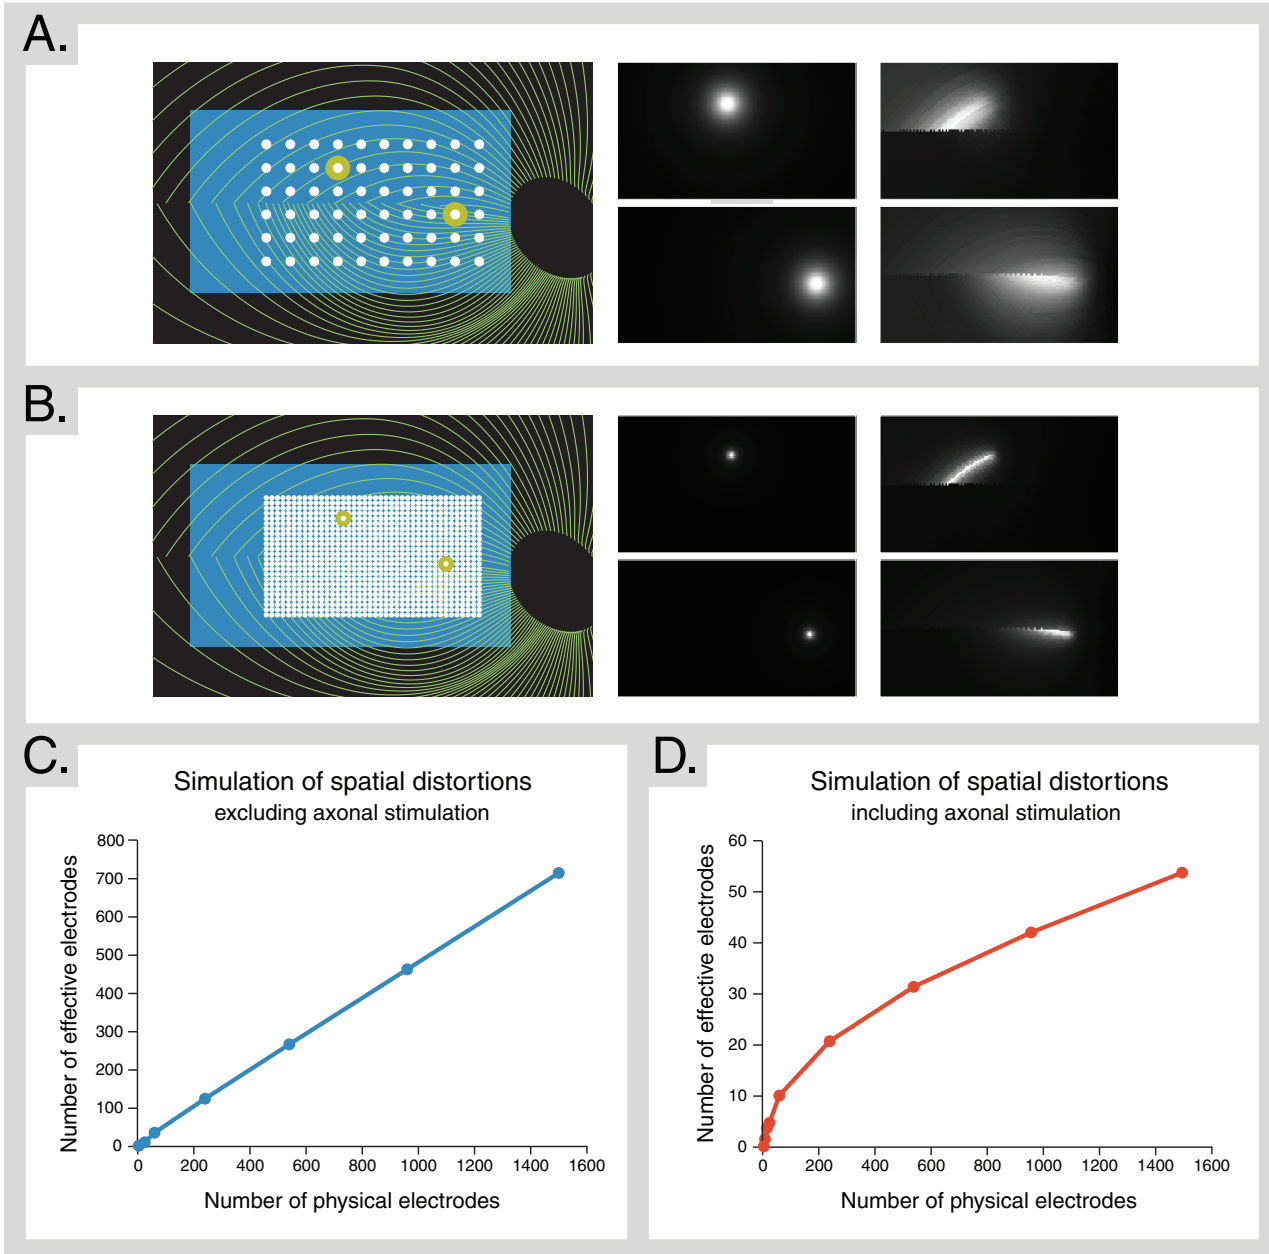 A.
B.
C.
Simulation of spatial distortions
excluding axonal stimulation
Number of effective electrodes
800
700
600
500
400
300
200
100
0
0 200 400 600 800 1000 1200 1400 1600
Number of physical electrodes
D.
Simulation of spatial distortions
including axonal stimulation
Number of effective electrodes
60
50
40
30
20
10
0
0 200 400 600 800 1000 1200 1400 1600
Number of physical electrodes